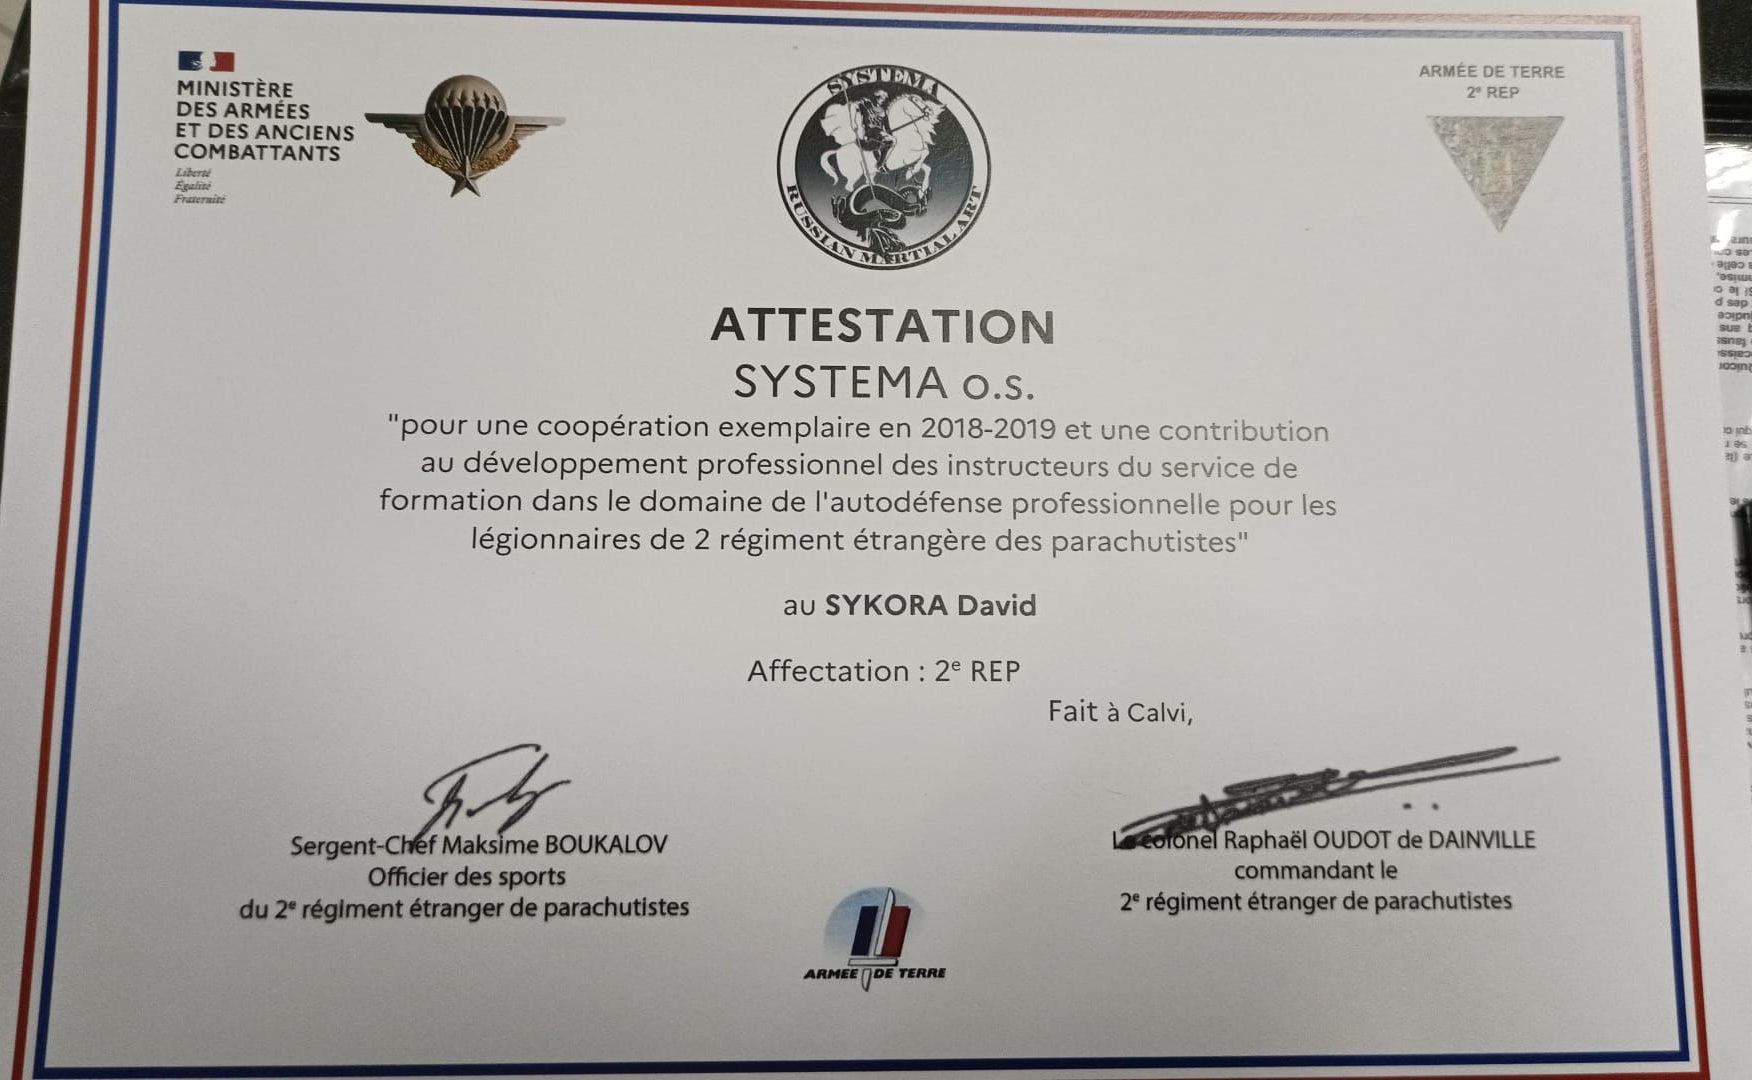 MINISTÈRE
DES ARMÉES
ET DES ANCIENS
COMBATTANTS
Liberté
Égalité
Fraternité
SYSTEMA
RUSSIAN MARTIAL ART
ARMÉE DE TERRE
2e REP
ATTESTATION
SYSTEMA O.S.
"pour une coopération exemplaire en 2018-2019 et une contribution
au développement professionnel des instructeurs du service de
formation dans le domaine de l'autodéfense professionnelle pour les
légionnaires de 2 régiment étrangère des parachutistes"
au SYKORA David
Affectation : 2e REP
Fait à Calvi,
Sergent-Chef Maksime BOUKALOV
Officier des sports
du 2e régiment étranger de parachutistes
Le colonel Raphaël OUDOT de DAINVILLE
commandant le
2e régiment étranger de parachutistes
ARMEE DE TERRE